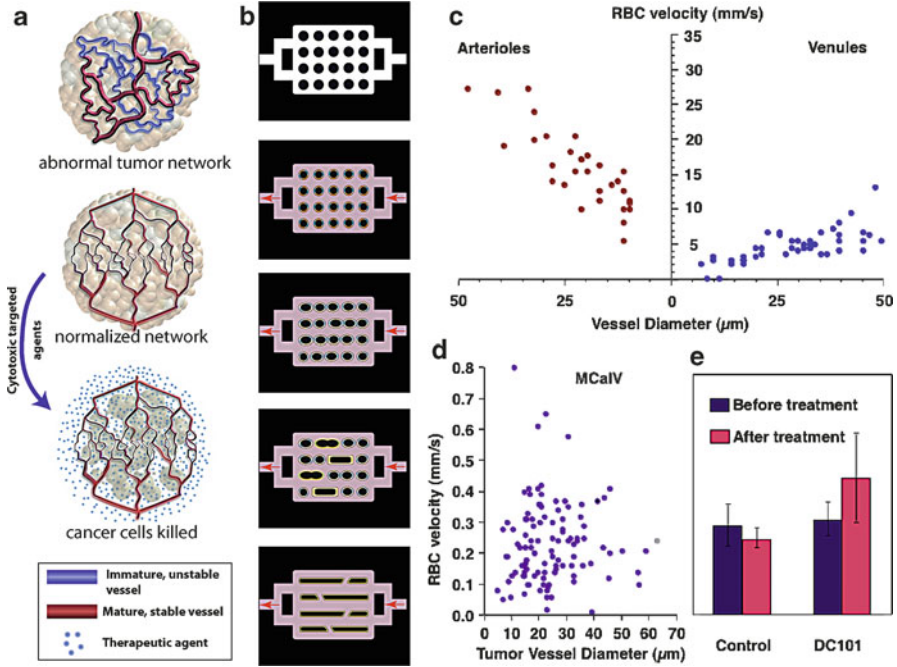 a
abnormal tumor network
normalized network
Cytotoxic targeted
agents
cancer cells killed
Immature, unstable
vessel
Mature, stable vessel
Therapeutic agent
b
c
RBC velocity (mm/s)
Arterioles
Venules
35
30
25
20
15
10
5
50
25
0
25
50
Vessel Diameter (µm)
d
MCaIV
RBC velocity (mm/s)
0.8
0.6
0.5
0.4
0.3
0.2
0.1
0.0
0 10 20 30 40 50 60 70
Tumor Vessel Diameter (µm)
e
Before treatment
After treatment
Control
DC101